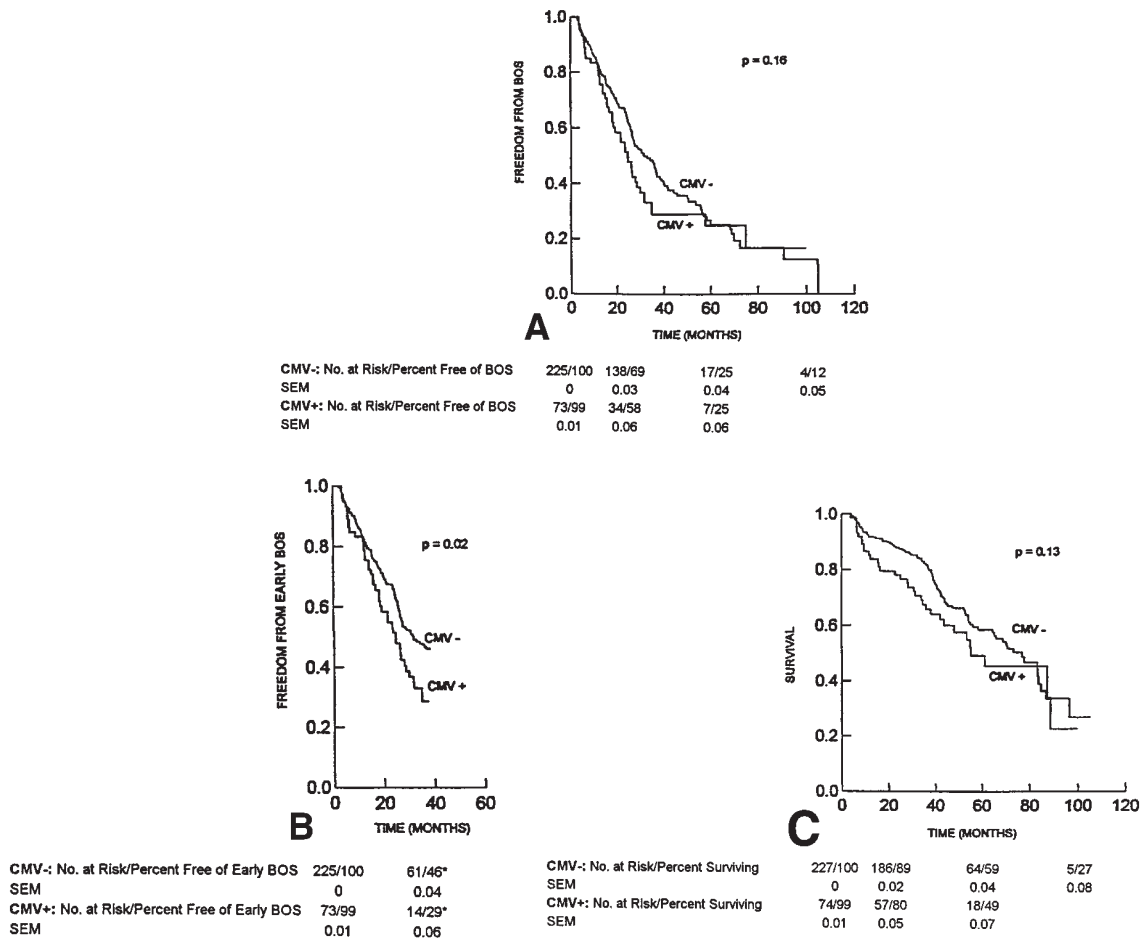 1.0
0.8
0.6
0.4
0.2
0.0
FREEDOM FROM BOS
p = 0.16
CMV -
CMV +
0 20 40 60 80 100 120
TIME (MONTHS)
A
CMV-: No. at Risk/Percent Free of BOS 225/100 138/69 17/25 4/12
SEM 0 0.03 0.04 0.05
CMV+: No. at Risk/Percent Free of BOS 73/99 34/58 7/25
SEM 0.01 0.06 0.06
1.0
0.8
0.6
0.4
0.2
0.0
FREEDOM FROM EARLY BOS
p = 0.02
CMV -
CMV +
0 20 40 60
TIME (MONTHS)
B
CMV-: No. at Risk/Percent Free of Early BOS 225/100 61/46*
SEM 0 0.04
CMV+: No. at Risk/Percent Free of Early BOS 73/99 14/29*
SEM 0.01 0.06
1.0
0.8
0.6
0.4
0.2
0
SURVIVAL
p = 0.13
CMV -
CMV +
0 20 40 60 80 100 120
TIME (MONTHS)
C
CMV-: No. at Risk/Percent Surviving 227/100 186/89 64/59 5/27
SEM 0 0.02 0.04 0.08
CMV+: No. at Risk/Percent Surviving 74/99 57/80 18/49
SEM 0.01 0.05 0.07